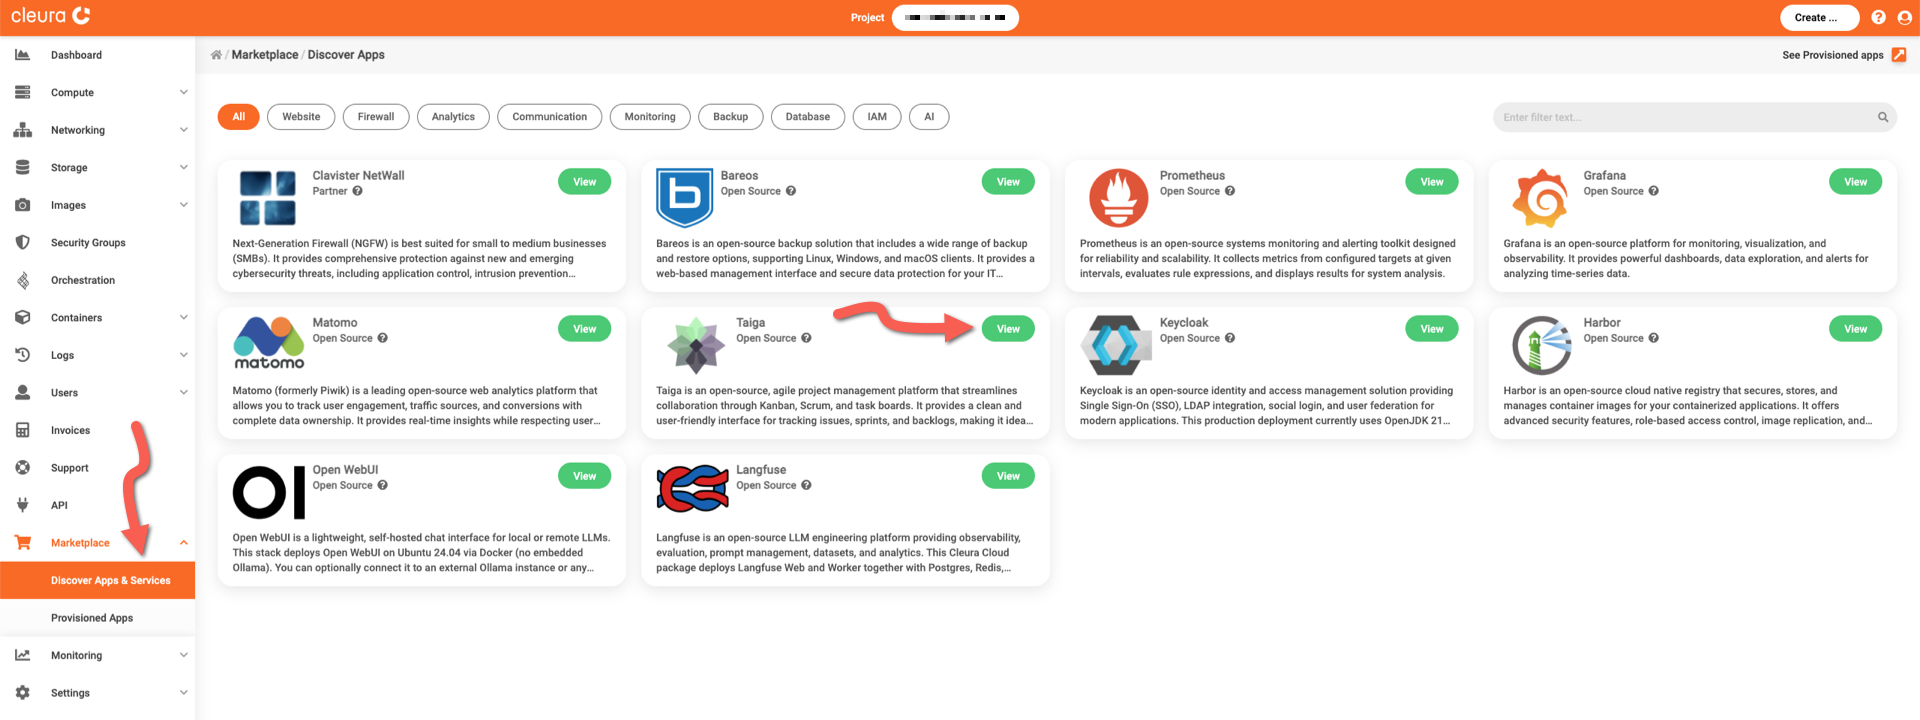 cleura
Project
Create ...
Dashboard
Compute
Networking
Storage
Images
Security Groups
Orchestration
Containers
Logs
Users
Invoices
Support
API
Marketplace
Discover Apps & Services
Provisioned Apps
Monitoring
Settings
/ Marketplace / Discover Apps
See Provisioned apps
All
Website
Firewall
Analytics
Communication
Monitoring
Backup
Database
IAM
AI
Enter filter text...
Clavister NetWall
Partner
View
Next-Generation Firewall (NGFW) is best suited for small to medium businesses
(SMBs). It provides comprehensive protection against new and emerging
cybersecurity threats, including application control, intrusion prevention...
Bareos
Open Source
View
Bareos is an open-source backup solution that includes a wide range of backup
and restore options, supporting Linux, Windows, and macOS clients. It provides a
web-based management interface and secure data protection for your IT...
Prometheus
Open Source
View
Prometheus is an open-source systems monitoring and alerting toolkit designed
for reliability and scalability. It collects metrics from configured targets at given
intervals, evaluates rule expressions, and displays results for system analysis.
Grafana
Open Source
View
Grafana is an open-source platform for monitoring, visualization, and
observability. It provides powerful dashboards, data exploration, and alerts for
analyzing time-series data.
matomo
Matomo
Open Source
View
Matomo (formerly Piwik) is a leading open-source web analytics platform that
allows you to track user engagement, traffic sources, and conversions with
complete data ownership. It provides real-time insights while respecting user...
Taiga
Open Source
View
Taiga is an open-source, agile project management platform that streamlines
collaboration through Kanban, Scrum, and task boards. It provides a clean and
user-friendly interface for tracking issues, sprints, and backlogs, making it idea...
Keycloak
Open Source
View
Keycloak is an open-source identity and access management solution providing
Single Sign-On (SSO), LDAP integration, social login, and user federation for
modern applications. This production deployment currently uses OpenJDK 21...
Harbor
Open Source
View
Harbor is an open-source cloud native registry that secures, stores, and
manages container images for your containerized applications. It offers
advanced security features, role-based access control, image replication, and...
OI
Open WebUI
Open Source
View
Open WebUI is a lightweight, self-hosted chat interface for local or remote LLMs.
This stack deploys Open WebUI on Ubuntu 24.04 via Docker (no embedded
Ollama). You can optionally connect it to an external Ollama instance or any...
Langfuse
Open Source
View
Langfuse is an open-source LLM engineering platform providing observability,
evaluation, prompt management, datasets, and analytics. This Cleura Cloud
package deploys Langfuse Web and Worker together with Postgres, Redis,...